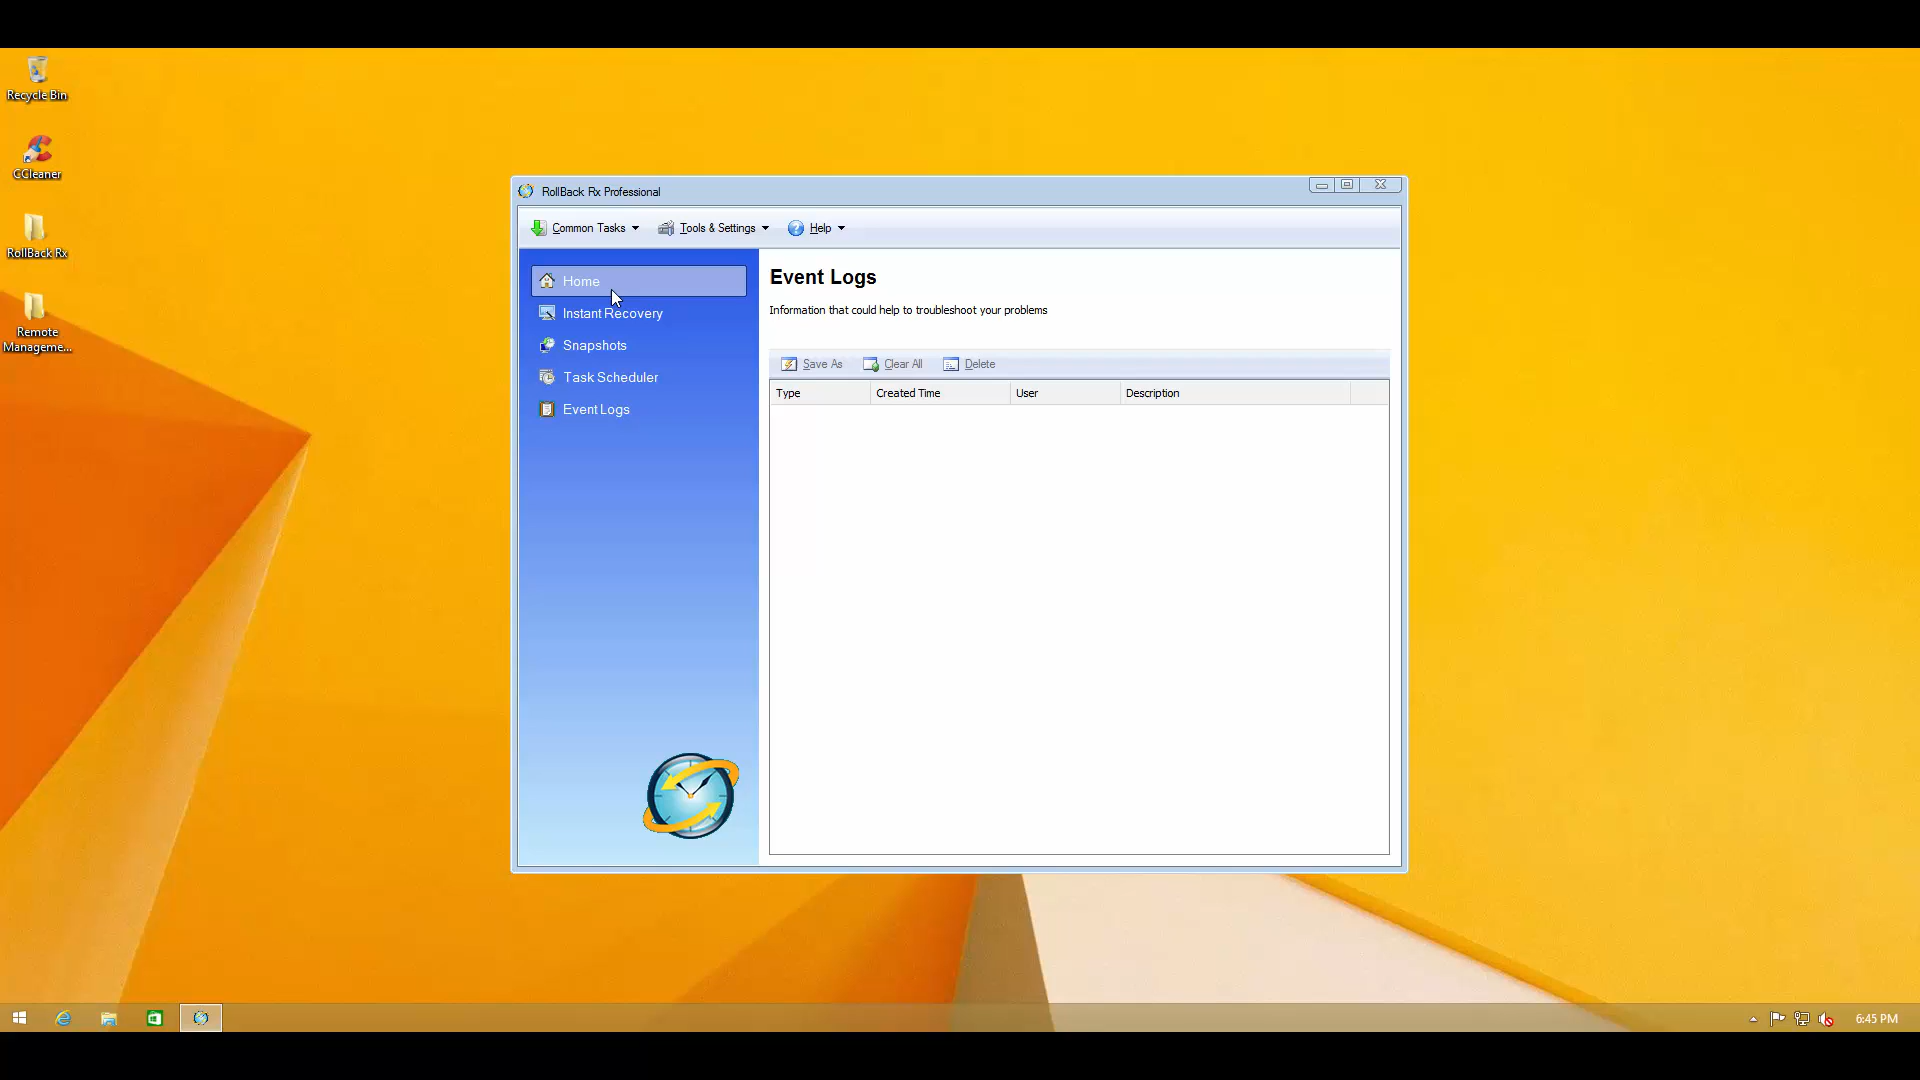 Recycle Bin
CCleaner
RollBack Rx
Remote
Manageme...
RollBack Rx Professional
Common Tasks
Tools & Settings
Help
Home
Instant Recovery
Snapshots
Task Scheduler
Event Logs
Event Logs
Information that could help to troubleshoot your problems
Save As
Clear All
Delete
Type
Created Time
User
Description
6:45 PM